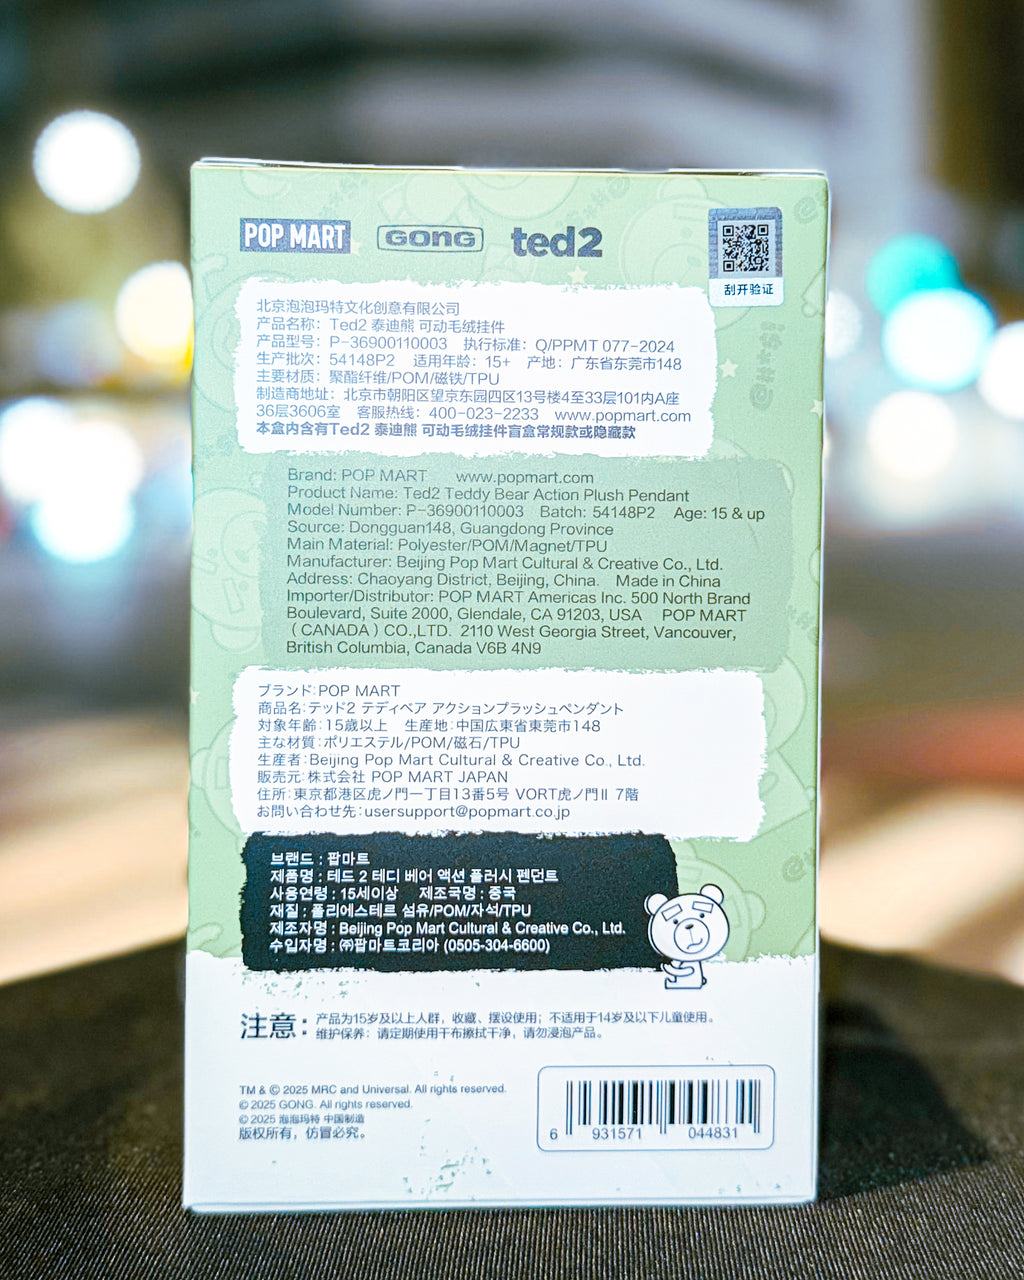 POP MART GONG ted2
刮开验证
北京泡泡玛特文化创意有限公司
产品名称：Ted2 泰迪熊 可动毛绒挂件
产品型号：P-36900110003 执行标准：Q/PPMT 077-2024
生产批次：54148P2 适用年龄：15+ 产地：广东省东莞市148
主要材质：聚酯纤维/POM/磁铁/TPU
制造商地址：北京市朝阳区望京东园四区13号楼4至33层101内A座
36层3606室 客服热线：400-023-2233 www.popmart.com
本盒内含有Ted2 泰迪熊 可动毛绒挂件盲盒常规款或隐藏款
Brand: POP MART www.popmart.com
Product Name: Ted2 Teddy Bear Action Plush Pendant
Model Number: P-36900110003 Batch: 54148P2 Age: 15 & up
Source: Dongguan148, Guangdong Province
Main Material: Polyester/POM/Magnet/TPU
Manufacturer: Beijing Pop Mart Cultural & Creative Co., Ltd.
Address: Chaoyang District, Beijing, China. Made in China
Importer/Distributor: POP MART Americas Inc. 500 North Brand
Boulevard, Suite 2000, Glendale, CA 91203, USA POP MART
（CANADA）CO.,LTD. 2110 West Georgia Street, Vancouver,
British Columbia, Canada V6B 4N9
ブランド:POP MART
商品名:テッド2 テディベア アクションプラッシュペンダント
対象年齢:15歳以上 生産地:中国広東省東莞市148
主な材質:ポリエステル/POM/磁石/TPU
生産者:Beijing Pop Mart Cultural & Creative Co., Ltd.
販売元:株式会社 POP MART JAPAN
住所:東京都港区虎ノ門一丁目13番5号 VORT虎ノ門Ⅱ 7階
お問い合わせ先:usersupport@popmart.co.jp
브랜드 : 팝마트
제품명 : 테드 2 테디 베어 액션 플러시 펜던트
사용연령 : 15세이상 제조국명 : 중국
재질 : 폴리에스테르 섬유/POM/자석/TPU
제조자명 : Beijing Pop Mart Cultural & Creative Co., Ltd.
수입자명 : ㈜팝마트코리아 (0505-304-6600)
注意：产品为15岁及以上人群，收藏、摆设使用；不适用于14岁及以下儿童使用。
维护保养：请定期使用干布擦拭干净，请勿浸泡产品。
TM & © 2025 MRC and Universal. All rights reserved.
© 2025 GONG. All rights reserved.
© 2025 泡泡玛特 中国制造
版权所有，仿冒必究。
6 931571 044831